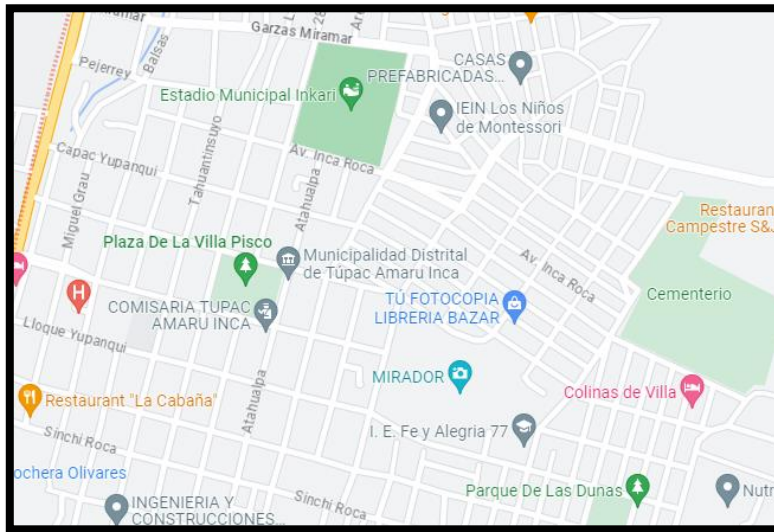 Garzas Miramar
Pejerrey
Balsas
CASAS
PREFABRICADAS...
Estadio Municipal Inkari
IEIN Los Niños
de Montessori
Capac Yupanqui
Tahuantinsuyo
Av. Inca Roca
Miguel Grau
Atahualpa
Restauran
Campestre S&J
Plaza De La Villa Pisco
Municipalidad Distrital
de Túpac Amaru Inca
Av. Inca Roca
H
COMISARIA TUPAC
AMARU INCA
TÚ FOTOCOPIA
LIBRERIA BAZAR
Cementerio
Lloque Yupanqui
MIRADOR
Colinas de Villa
Restaurant "La Cabaña"
Atahualpa
I. E. Fe y Alegria 77
Sinchi Roca
ochera Olivares
Parque De Las Dunas
Nutr
Sinchi Roca
INGENIERIA Y
CONSTRUCCIONES...